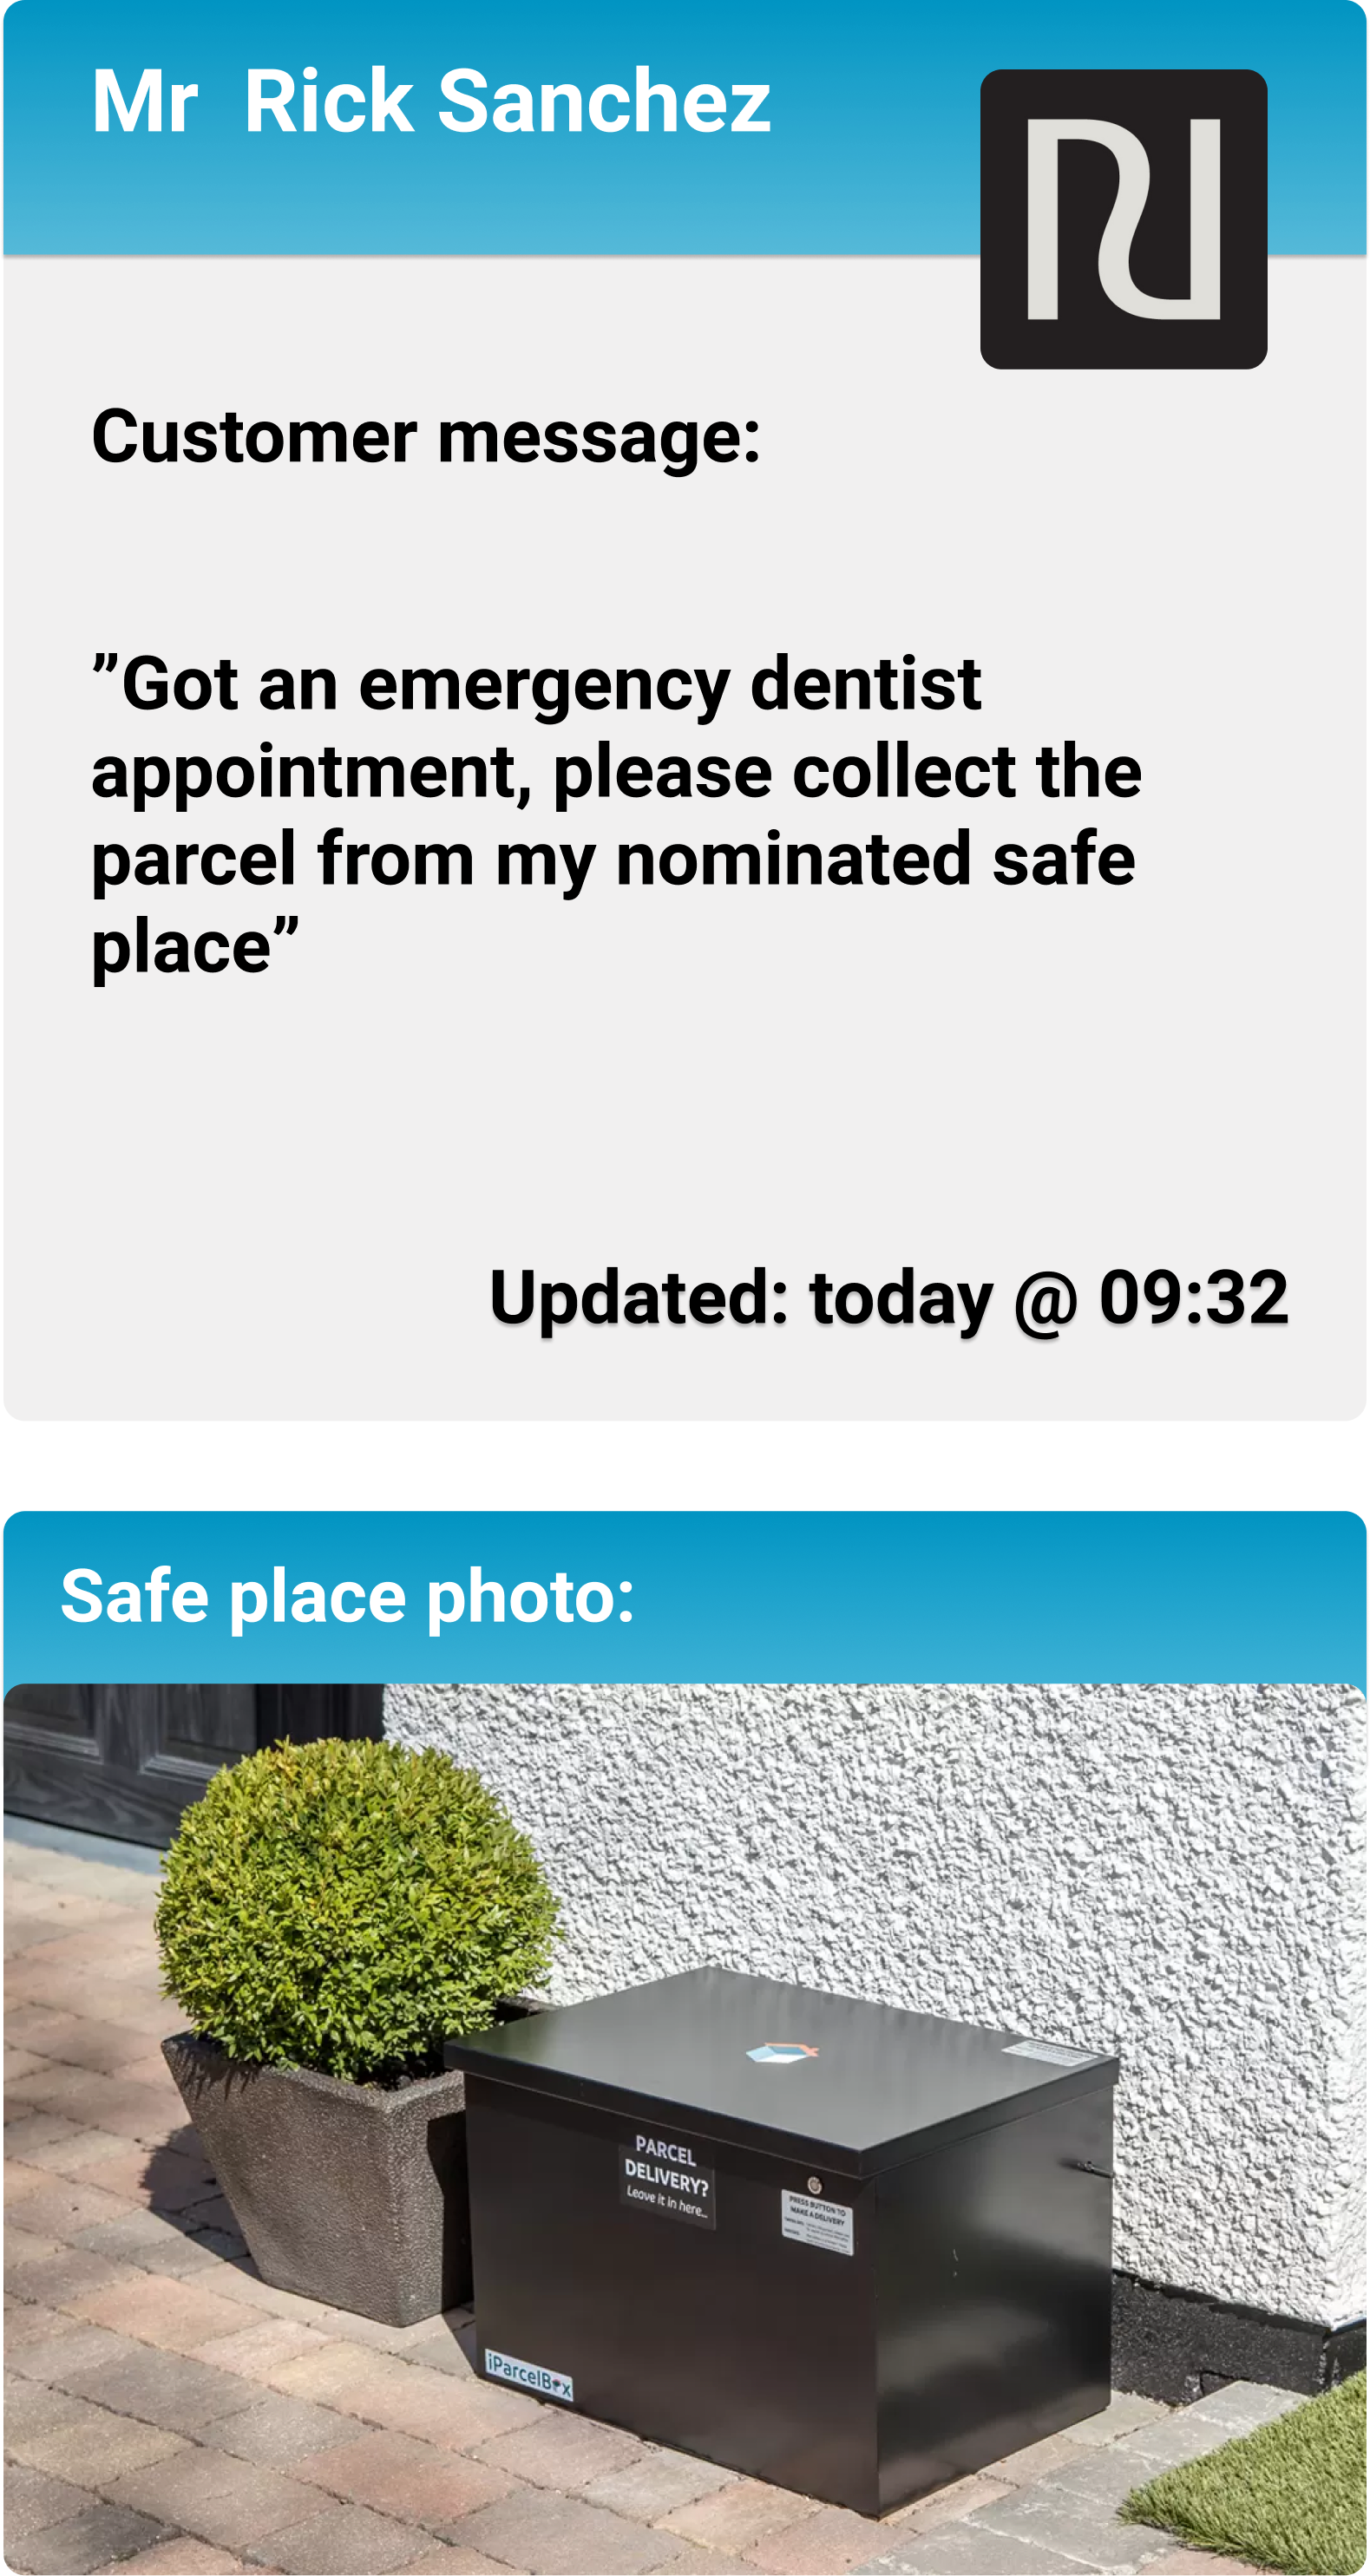 Mr  Rick Sanchez
Customer message:
”Got an emergency dentist
appointment, please collect the
parcel from my nominated safe
place”
Updated: today @ 09:32
Safe place photo:
PARCEL
DELIVERY?
Leave it in here...
PRESS BUTTON TO
MAKE A DELIVERY
iParcelBox